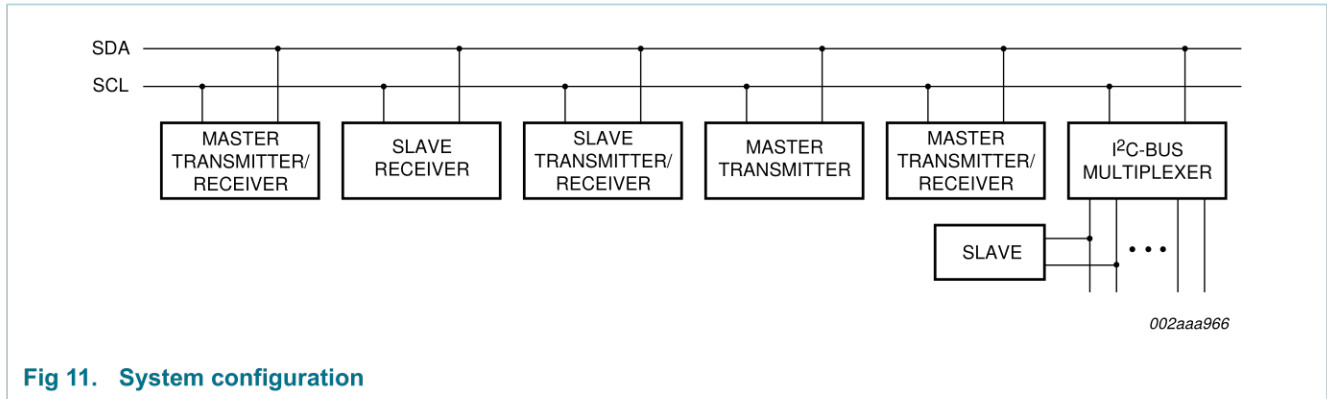 SDA
SCL
MASTER
TRANSMITTER/
RECEIVER
SLAVE
RECEIVER
SLAVE
TRANSMITTER/
RECEIVER
MASTER
TRANSMITTER
MASTER
TRANSMITTER/
RECEIVER
I²C-BUS
MULTIPLEXER
SLAVE
002aaa966
Fig 11. System configuration